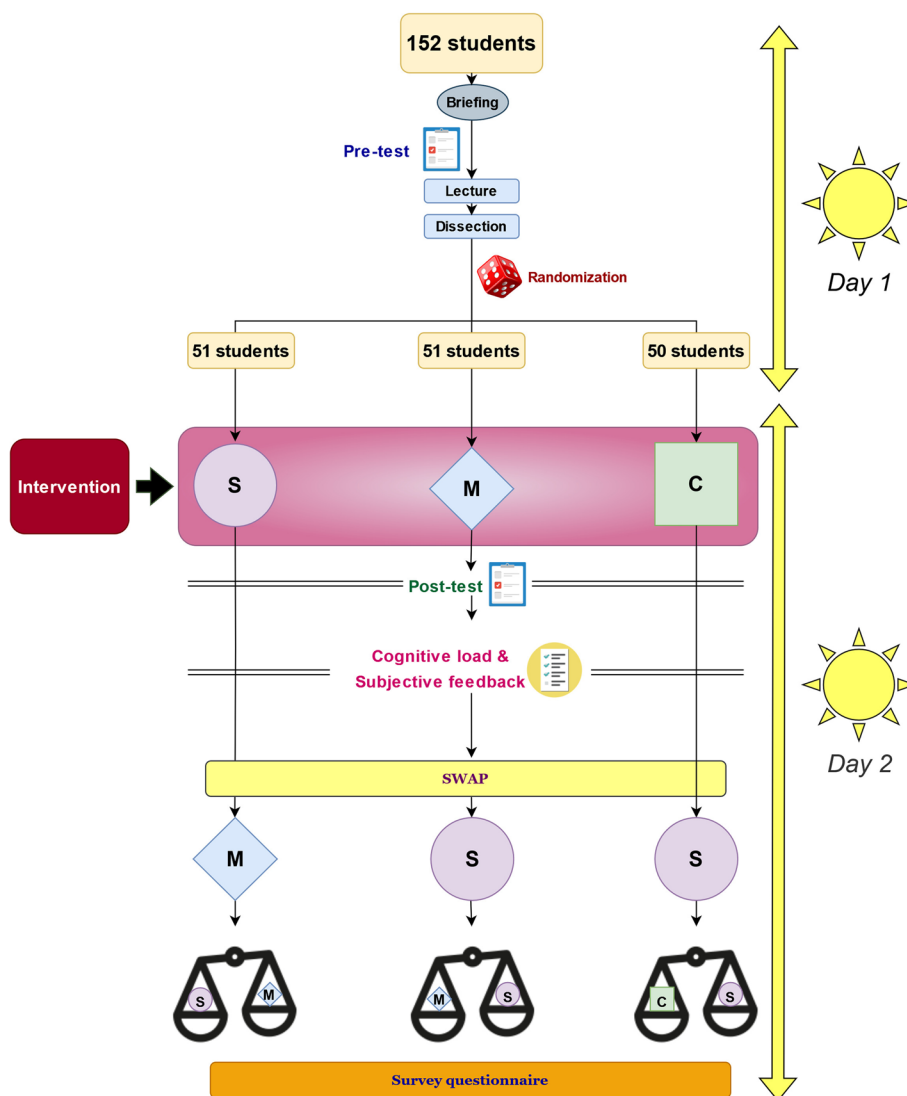 152 students
Briefing
Pre-test
Lecture
Dissection
Randomization
Day 1
51 students
51 students
50 students
Intervention
S
M
C
Post-test
Cognitive load &
Subjective feedback
SWAP
Day 2
M
S
S
S
M
M
S
C
S
Survey questionnaire